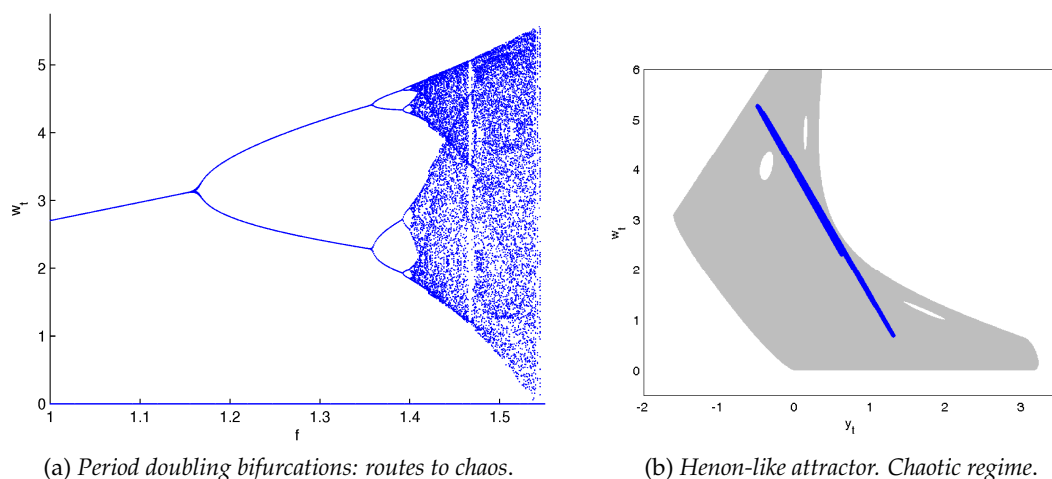 5
4
3
2
1
0
w_t
1 1.1 1.2 1.3 1.4 1.5
f
(a) Period doubling bifurcations: routes to chaos.
6
5
4
3
2
1
0
w_t
-2 -1 0 1 2 3
y_t
(b) Henon-like attractor. Chaotic regime.